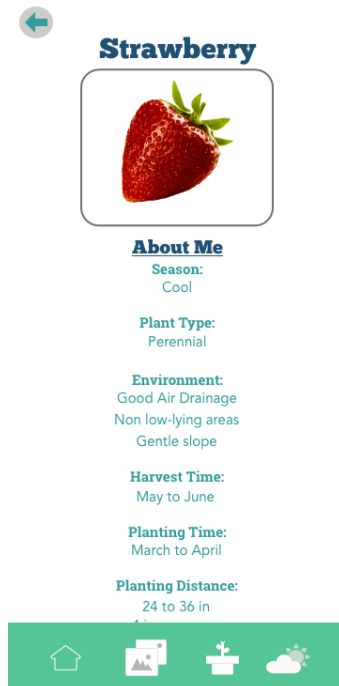 Strawberry
About Me
Season:
Cool
Plant Type:
Perennial
Environment:
Good Air Drainage
Non low-lying areas
Gentle slope
Harvest Time:
May to June
Planting Time:
March to April
Planting Distance:
24 to 36 in